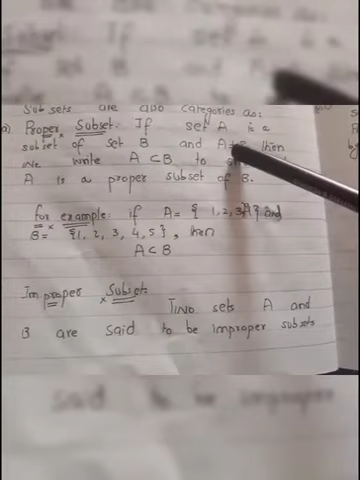 Subsets are also categories as:
a) Proper Subset: If set A is a
subset of set B and A≠B then
we write A ⊂ B to
A is a proper subset of B.
for example: if A = { 1, 2, 3, 4} and
B = {1, 2, 3, 4, 5}, then
A ⊂ B
Improper Subset:
Two sets A and
B are said to be improper subsets